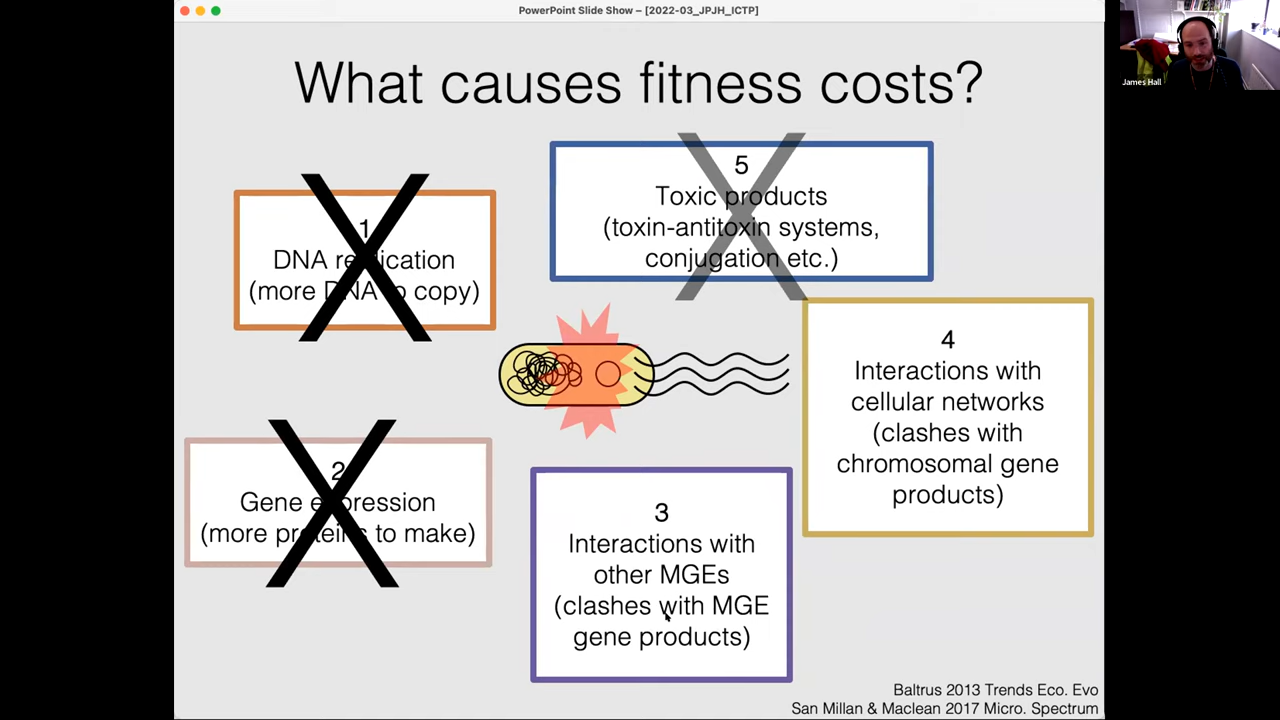 PowerPoint Slide Show – [2022-03_JPJH_ICTP]
James Hall
What causes fitness costs?
1
DNA replication
(more DNA to copy)
5
Toxic products
(toxin-antitoxin systems,
conjugation etc.)
4
Interactions with
cellular networks
(clashes with
chromosomal gene
products)
2
Gene expression
(more proteins to make)
3
Interactions with
other MGEs
(clashes with MGE
gene products)
Baltrus 2013 Trends Eco. Evo
San Millan & Maclean 2017 Micro. Spectrum